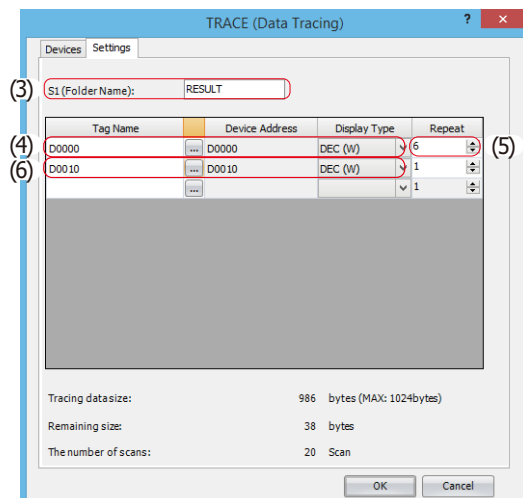 TRACE (Data Tracing) ? ×
Devices Settings
(3) S1 (Folder Name): RESULT
Tag Name Device Address Display Type Repeat
(4) D0000 ... D0000 DEC (W) 6 (5)
(6) D0010 ... D0010 DEC (W) 1
... 1
Tracing data size: 986 bytes (MAX: 1024bytes)
Remaining size: 38 bytes
The number of scans: 20 Scan
OK Cancel